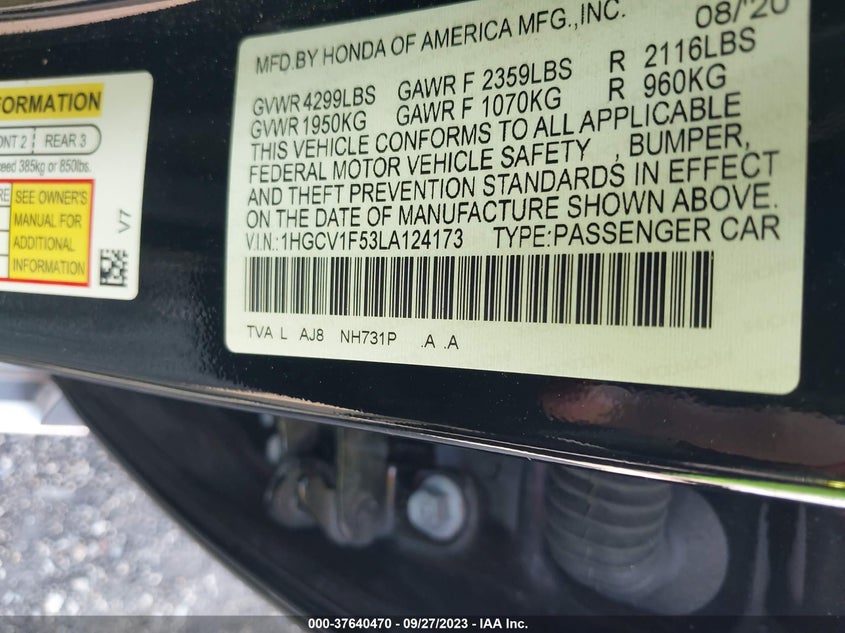 MFD.BY HONDA OF AMERICA MFG.,INC. 08/'20
GVWR 4299LBS GAWR F 2359LBS R 2116LBS
GVWR 1950KG GAWR F 1070KG R 960KG
THIS VEHICLE CONFORMS TO ALL APPLICABLE
FEDERAL MOTOR VEHICLE SAFETY , BUMPER,
AND THEFT PREVENTION STANDARDS IN EFFECT
ON THE DATE OF MANUFACTURE SHOWN ABOVE.
V.I.N.:1HGCV1F53LA124173 TYPE:PASSENGER CAR
TVA L AJ8 NH731P .A .A
FORMATION
ONT 2 REAR 3
ceed 385kg or 850lbs.
RE
SEE OWNER'S
MANUAL FOR
ADDITIONAL
INFORMATION
V7
000-37640470 - 09/27/2023 - IAA Inc.